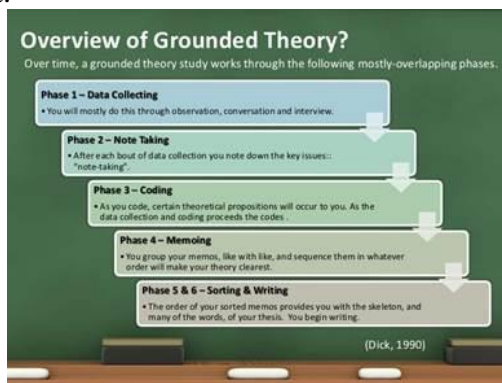 Overview of Grounded Theory?
Over time, a grounded theory study works through the following mostly-overlapping phases.
Phase 1 – Data Collecting
• You will mostly do this through observation, conversation and interview.
Phase 2 – Note Taking
• After each bout of data collection you note down the key issues::
"note-taking".
Phase 3 – Coding
• As you code, certain theoretical propositions will occur to you. As the
data collection and coding proceeds the codes .
Phase 4 – Memoing
• You group your memos, like with like, and sequence them in whatever
order will make your theory clearest.
Phase 5 & 6 – Sorting & Writing
• The order of your sorted memos provides you with the skeleton, and
many of the words, of your thesis. You begin writing.
(Dick, 1990)